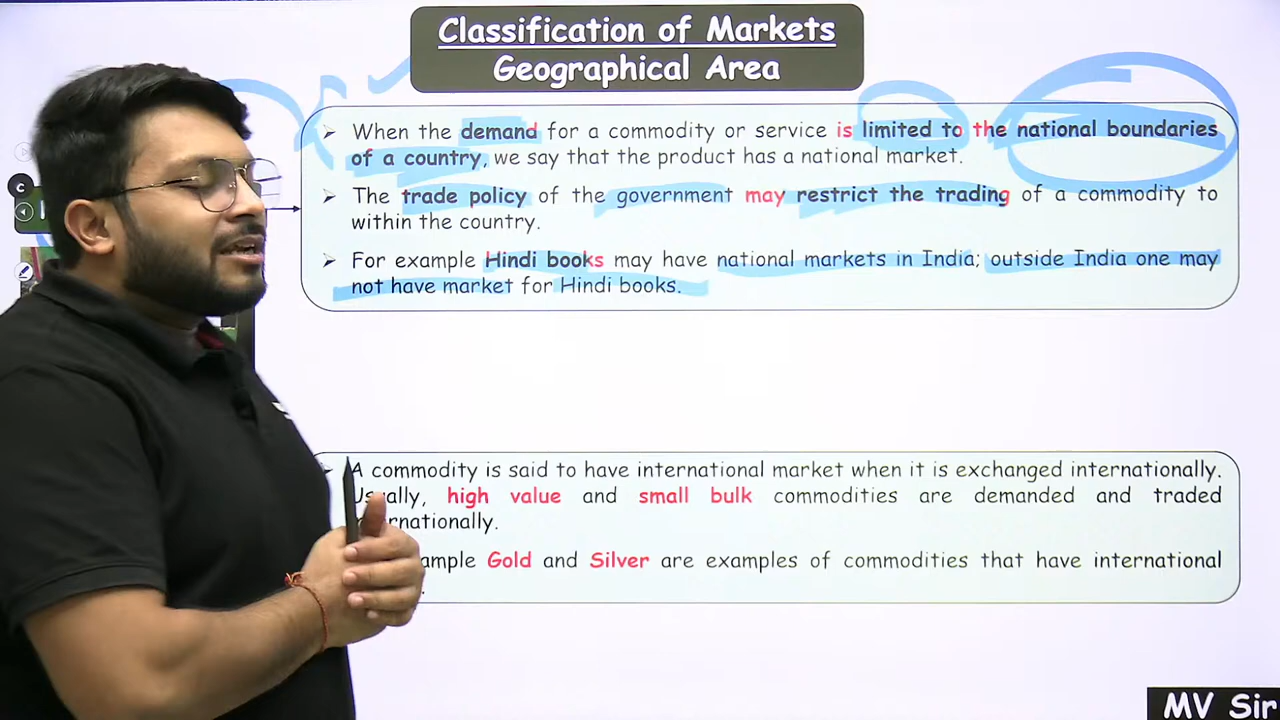 Classification of Markets
Geographical Area
When the demand for a commodity or service is limited to the national boundaries
of a country, we say that the product has a national market.
The trade policy of the government may restrict the trading of a commodity to
within the country.
For example Hindi books may have national markets in India; outside India one may
not have market for Hindi books.
A commodity is said to have international market when it is exchanged internationally.
Usually, high value and small bulk commodities are demanded and traded
ernationally.
ample Gold and Silver are examples of commodities that have international
MV Sir